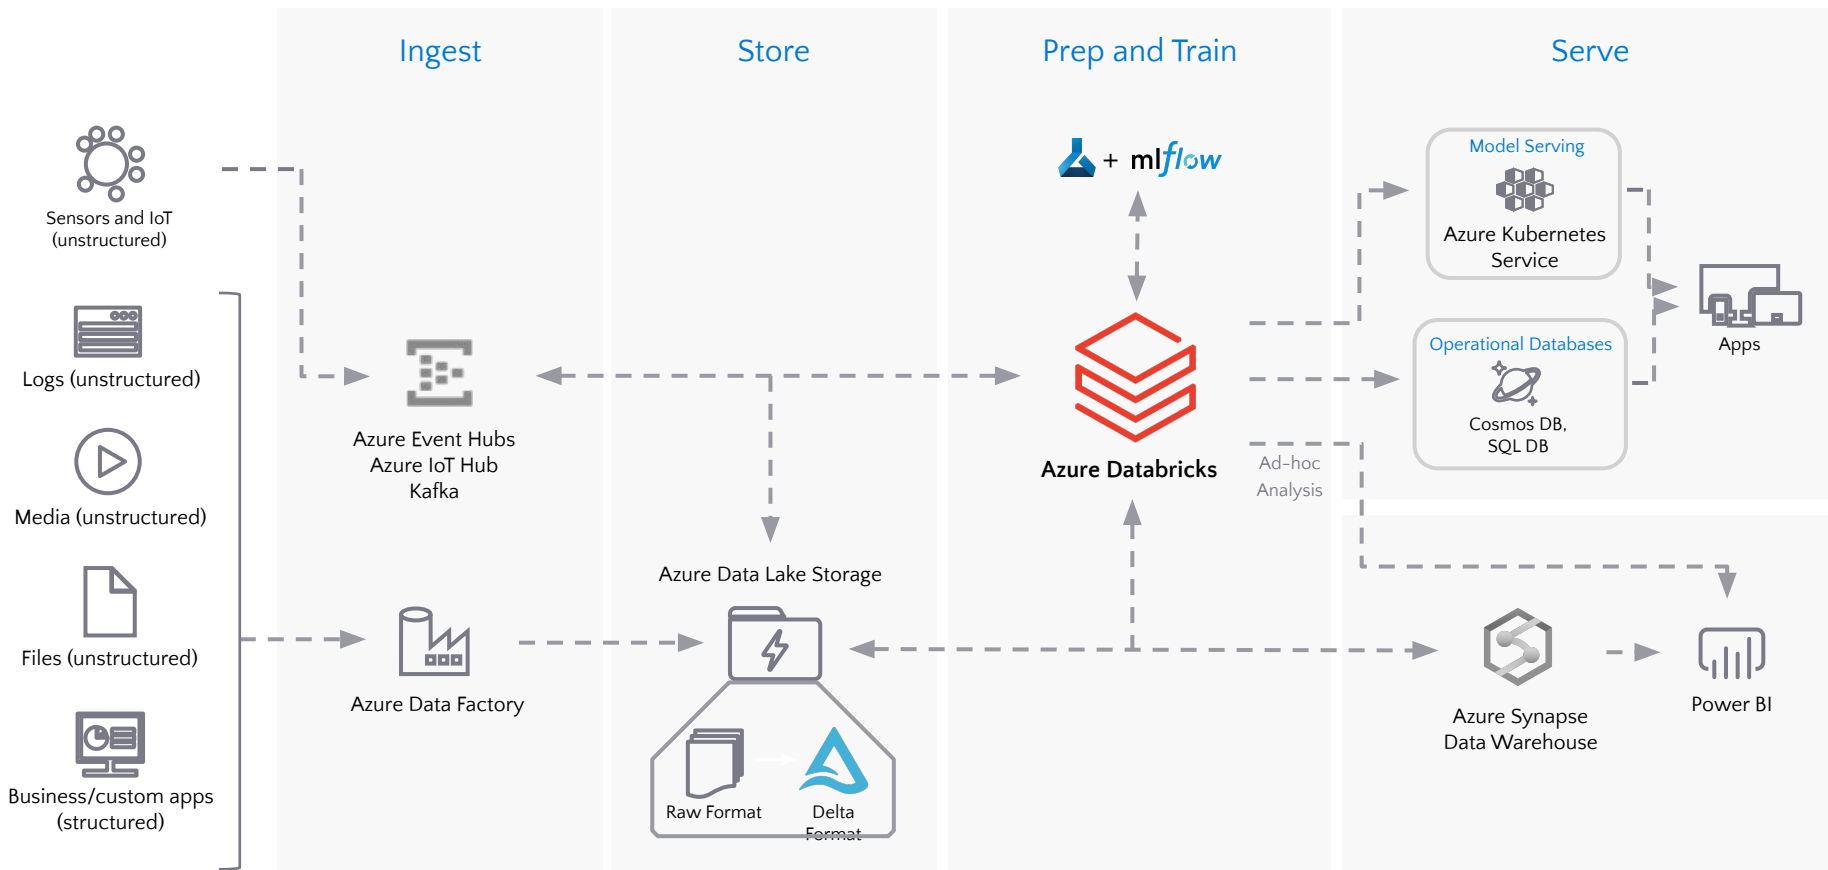 Ingest
Store
Prep and Train
Serve
Sensors and IoT
(unstructured)
Logs (unstructured)
Media (unstructured)
Files (unstructured)
Business/custom apps
(structured)
Azure Event Hubs
Azure IoT Hub
Kafka
Azure Data Factory
Azure Data Lake Storage
Raw Format
Delta
Format
+ mlflow
Azure Databricks
Ad-hoc
Analysis
Model Serving
Azure Kubernetes
Service
Operational Databases
Cosmos DB,
SQL DB
Apps
Azure Synapse
Data Warehouse
Power BI